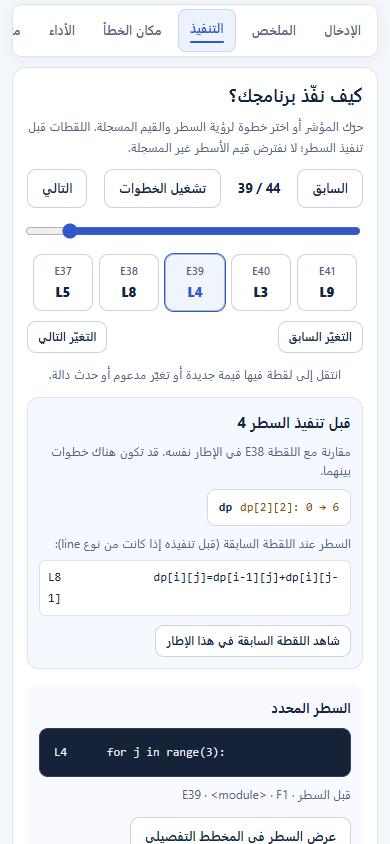 الإدخال
الملخص
التنفيذ
مكان الخطأ
الأداء
كيف نفّذ برنامجك؟
حرّك المؤشر أو اختر خطوة لرؤية السطر والقيم المسجلة. اللقطات قبل
تنفيذ السطر؛ لا نفترض قيم الأسطر غير المسجلة.
السابق
39 / 44
تشغيل الخطوات
التالي
E37
L5
E38
L8
E39
L4
E40
L3
E41
L9
التغيّر السابق
التغيّر التالي
انتقل إلى لقطة فيها قيمة جديدة أو تغيّر مدعوم أو حدث دالة.
قبل تنفيذ السطر 4
مقارنة مع اللقطة E38 في الإطار نفسه. قد تكون هناك خطوات
بينهما.
dp dp[2][2]: 0 → 6
السطر عند اللقطة السابقة (قبل تنفيذه إذا كانت من نوع line):
L8 dp[i][j]=dp[i-1][j]+dp[i][j-
1]
شاهد اللقطة السابقة في هذا الإطار
السطر المحدد
L4 for j in range(3):
قبل السطر · E39 · <module> · F1
عرض السطر في المخطط التفصيلي